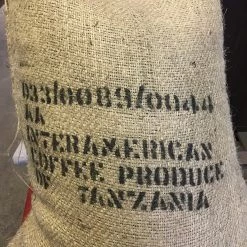 033/0089/0044
AA
INTERAMERICAN
COFFEE PRODUCE
OF TANZANIA